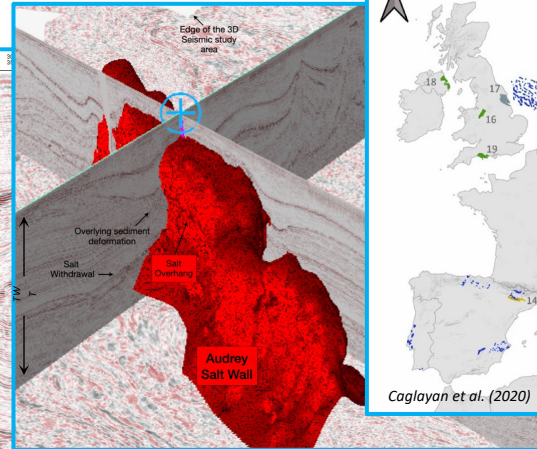 Edge of the 3D
Seismic study
area
Overlying sediment
deformation
Salt
Withdrawal
Salt
Overhang
Audrey
Salt Wall
TWT
18
17
16
19
14
Caglayan et al. (2020)